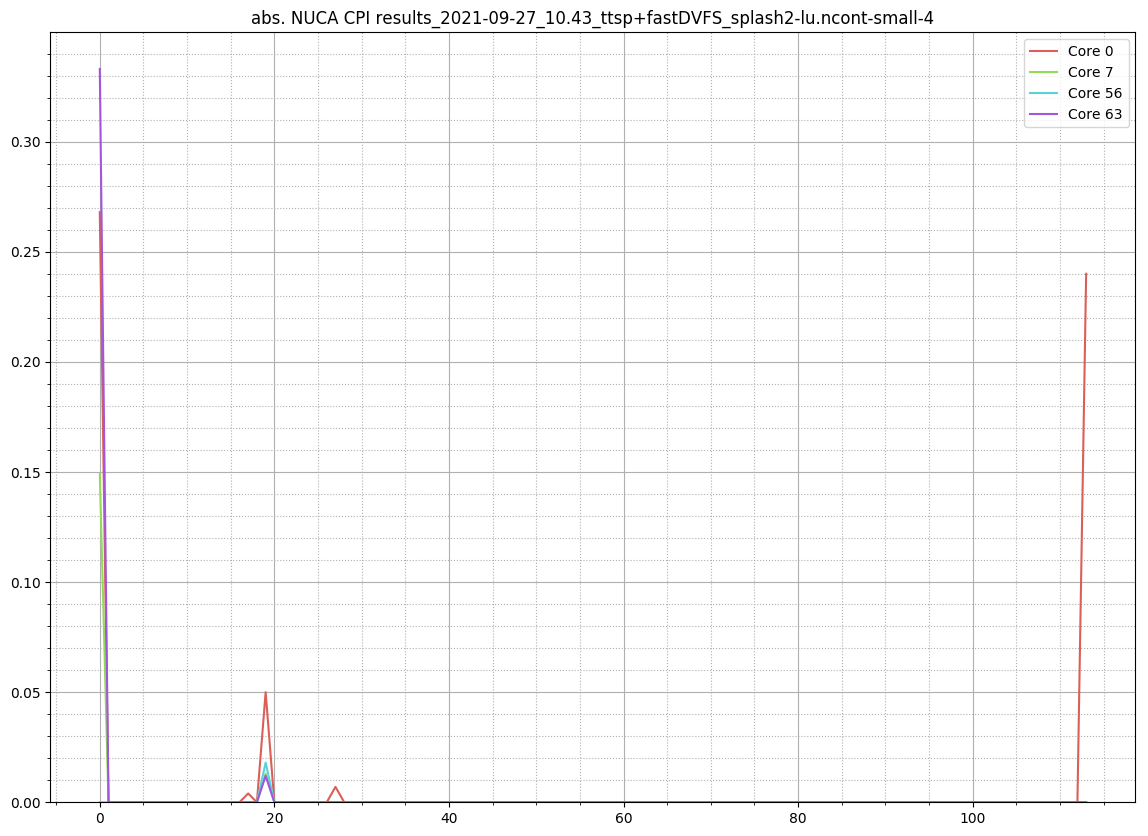 abs. NUCA CPI results_2021-09-27_10.43_ttsp+fastDVFS_splash2-lu.ncont-small-4
Core 0
Core 7
Core 56
Core 63
0.30
0.25
0.20
0.15
0.10
0.05
0.00
0 20 40 60 80 100